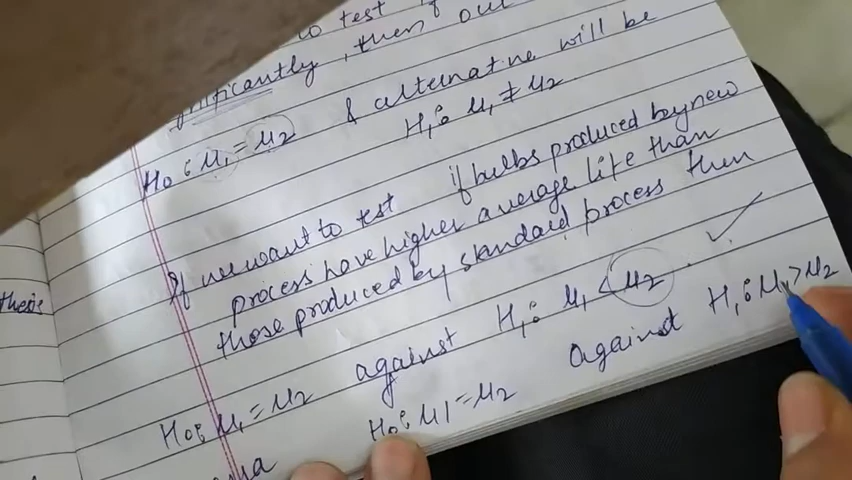 to test
significantly, then our
H₀: μ₁ = μ₂ & alternative will be
H₁: μ₁ ≠ μ₂
If we want to test if bulbs produced by new
process have higher average life than
those produced by standard process then
H₀: μ₁ = μ₂ against H₁: μ₁ < μ₂.
H₀: μ1 = μ₂ against H₁: μ₁ > μ₂